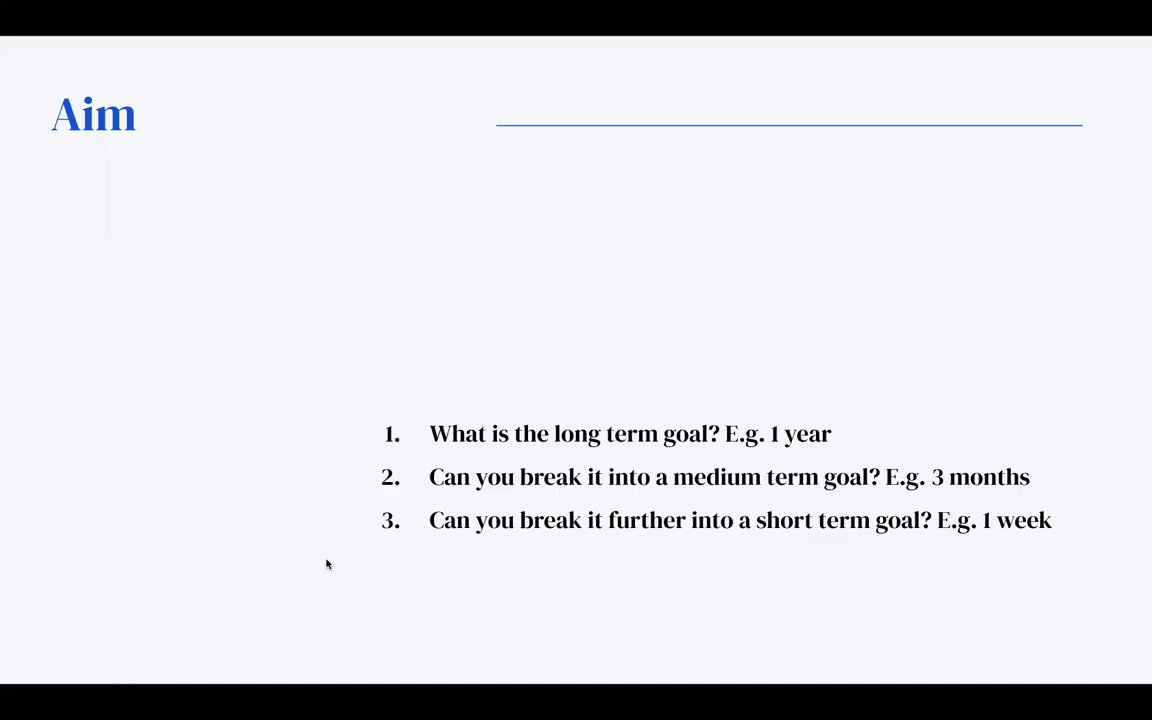 Aim
1. What is the long term goal? E.g. 1 year
2. Can you break it into a medium term goal? E.g. 3 months
3. Can you break it further into a short term goal? E.g. 1 week